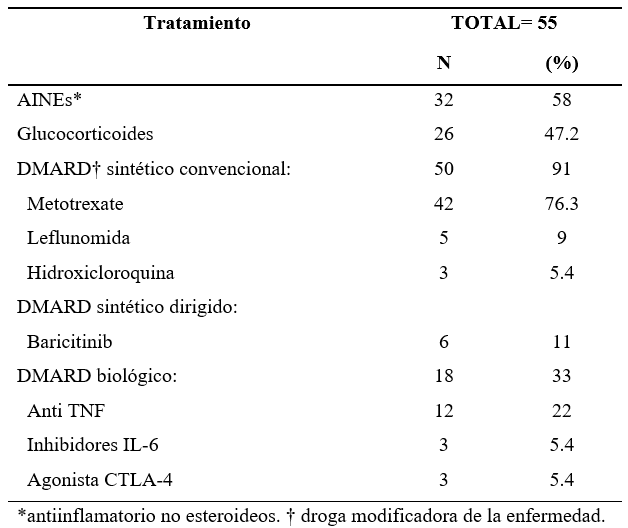 Tratamiento TOTAL= 55
N (%)
AINEs* 32 58
Glucocorticoides 26 47.2
DMARD† sintético convencional: 50 91
Metotrexate 42 76.3
Leflunomida 5 9
Hidroxicloroquina 3 5.4
DMARD sintético dirigido:
Baricitinib 6 11
DMARD biológico: 18 33
Anti TNF 12 22
Inhibidores IL-6 3 5.4
Agonista CTLA-4 3 5.4
*antiinflamatorio no esteroideos. † droga modificadora de la enfermedad.